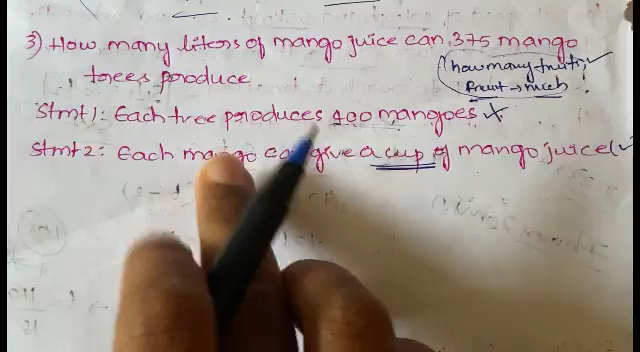 3) How many liters of mango juice can 375 mango
trees produce
(how many fruits ✓
fruit → juice)
Stmt 1: Each tree produces 400 mangoes ✗
Stmt 2: Each mango can give a cup of mango juice ✓